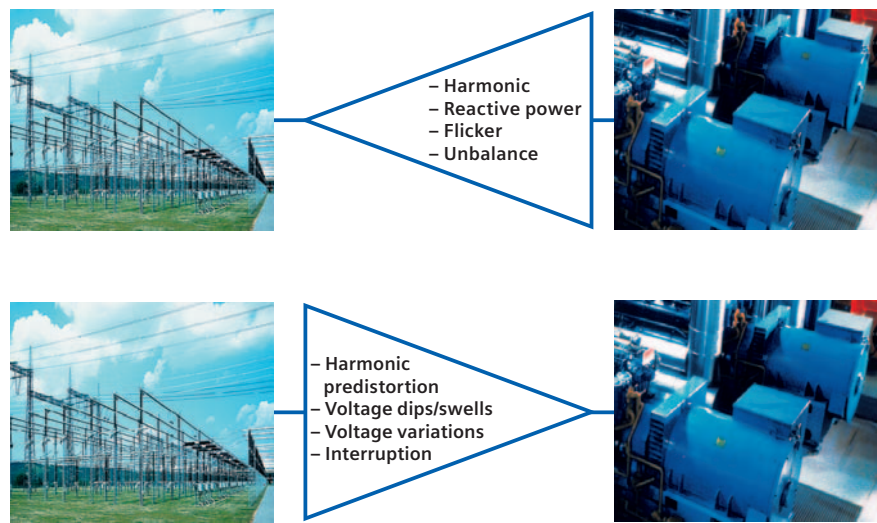 – Harmonic
– Reactive power
– Flicker
– Unbalance
– Harmonic
predistortion
– Voltage dips/swells
– Voltage variations
– Interruption